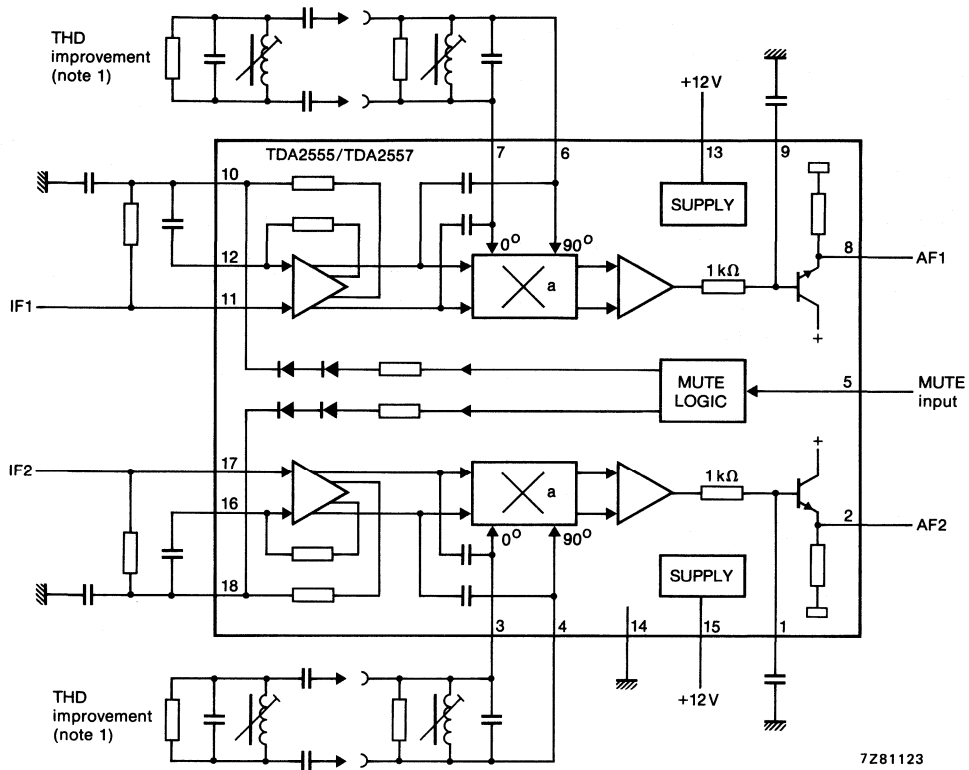 THD
improvement
(note 1)
+12V
TDA2555/TDA2557
7
6
13
9
10
SUPPLY
0°
90°
8
AF1
12
1 kΩ
a
11
IF1
MUTE
LOGIC
5
MUTE
input
IF2
17
a
1 kΩ
16
0°
90°
2
AF2
+
+
18
SUPPLY
3
4
14
15
1
THD
improvement
(note 1)
+12V
7Z81123